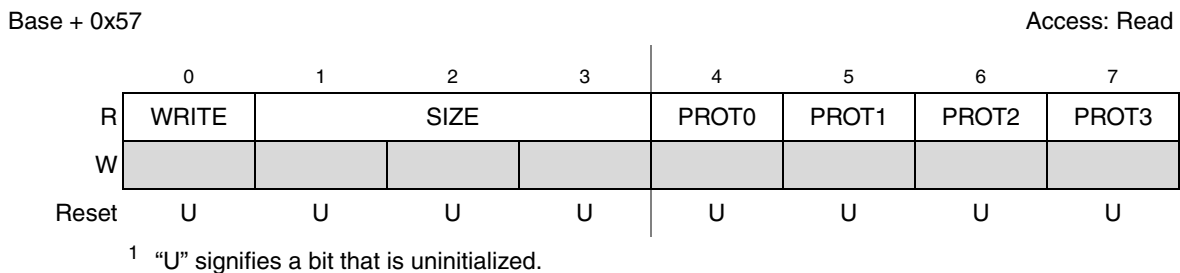 Base + 0x57 Access: Read
0 1 2 3 4 5 6 7
R WRITE SIZE PROT0 PROT1 PROT2 PROT3
W
Reset U U U U U U U U
1 “U” signifies a bit that is uninitialized.